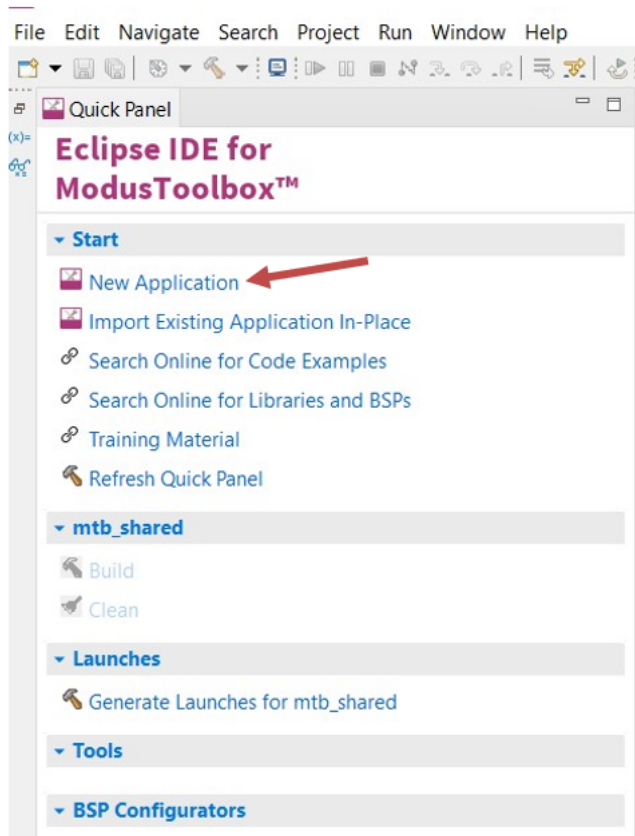 File Edit Navigate Search Project Run Window Help
Quick Panel
(x)=
Eclipse IDE for
ModusToolbox™
Start
New Application
Import Existing Application In-Place
Search Online for Code Examples
Search Online for Libraries and BSPs
Training Material
Refresh Quick Panel
mtb_shared
Build
Clean
Launches
Generate Launches for mtb_shared
Tools
BSP Configurators